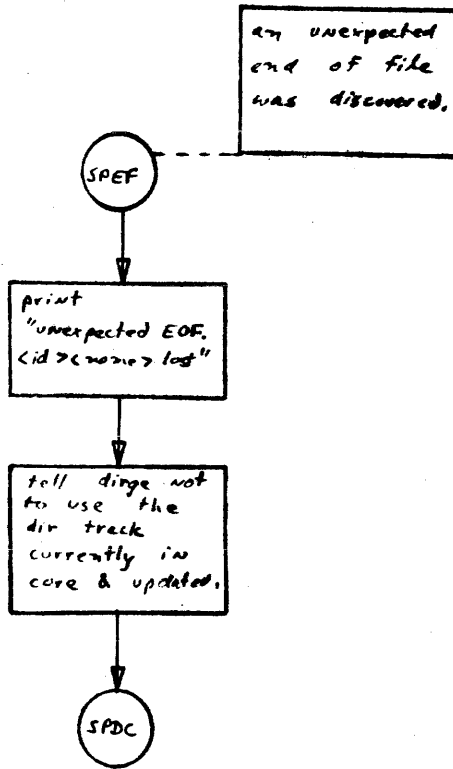 an unexpected
end of file
was discovered.
SPEF
print
"unexpected EOF.
<id><name> lost"
tell dirge not
to use the
dir track
currently in
core & updated.
SPDC